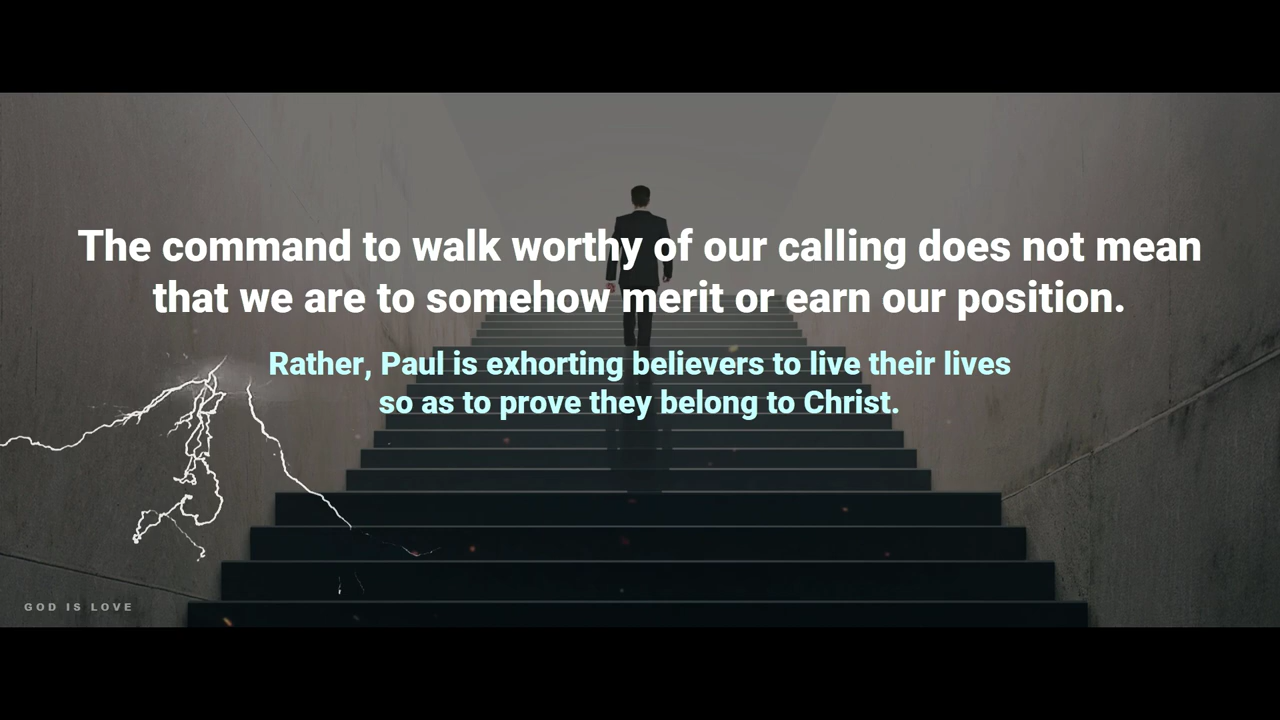 The command to walk worthy of our calling does not mean
that we are to somehow merit or earn our position.
Rather, Paul is exhorting believers to live their lives
so as to prove they belong to Christ.
GOD IS LOVE